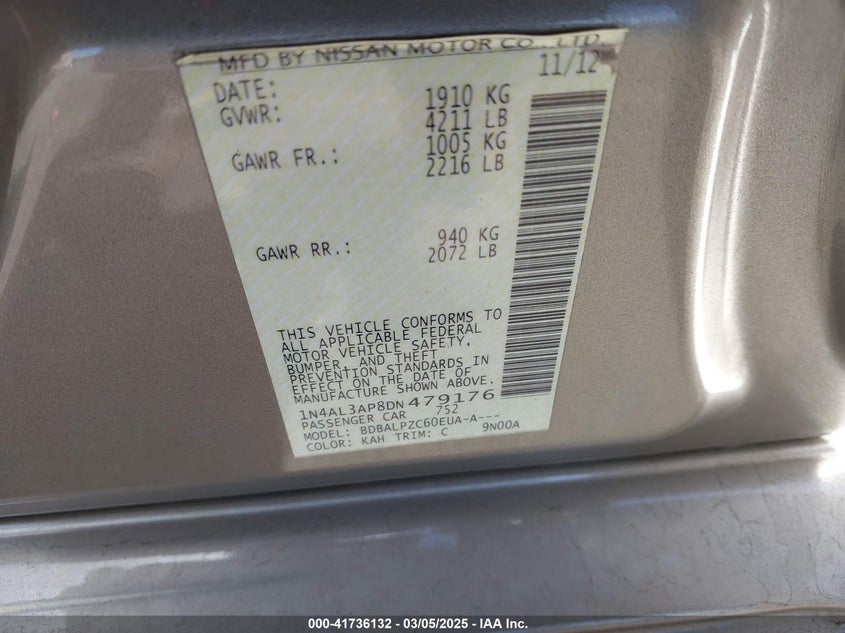 MFD BY NISSAN MOTOR CO., LTD.
DATE: 11/12
GVWR: 1910 KG
4211 LB
GAWR FR.: 1005 KG
2216 LB
GAWR RR.: 940 KG
2072 LB
THIS VEHICLE CONFORMS TO
ALL APPLICABLE FEDERAL
MOTOR VEHICLE SAFETY,
BUMPER, AND THEFT
PREVENTION STANDARDS IN
EFFECT ON THE DATE OF
MANUFACTURE SHOWN ABOVE.
1N4AL3AP8DN 479176
PASSENGER CAR 752
MODEL: BDBALPZC60EUA-A---
COLOR: KAH TRIM: C 9N00A
000-41736132 - 03/05/2025 - IAA Inc.